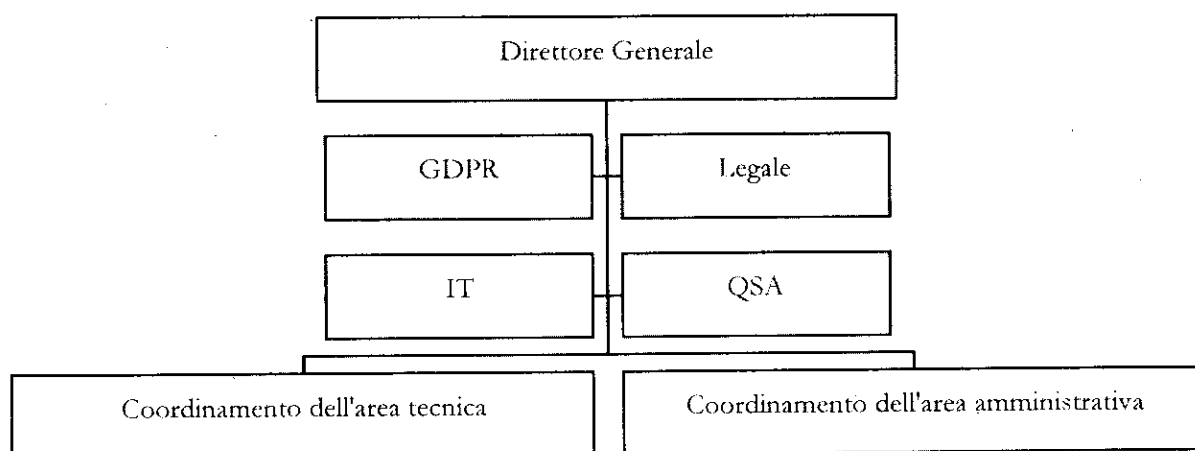 Direttore Generale
GDPR
Legale
IT
QSA
Coordinamento dell'area tecnica
Coordinamento dell'area amministrativa